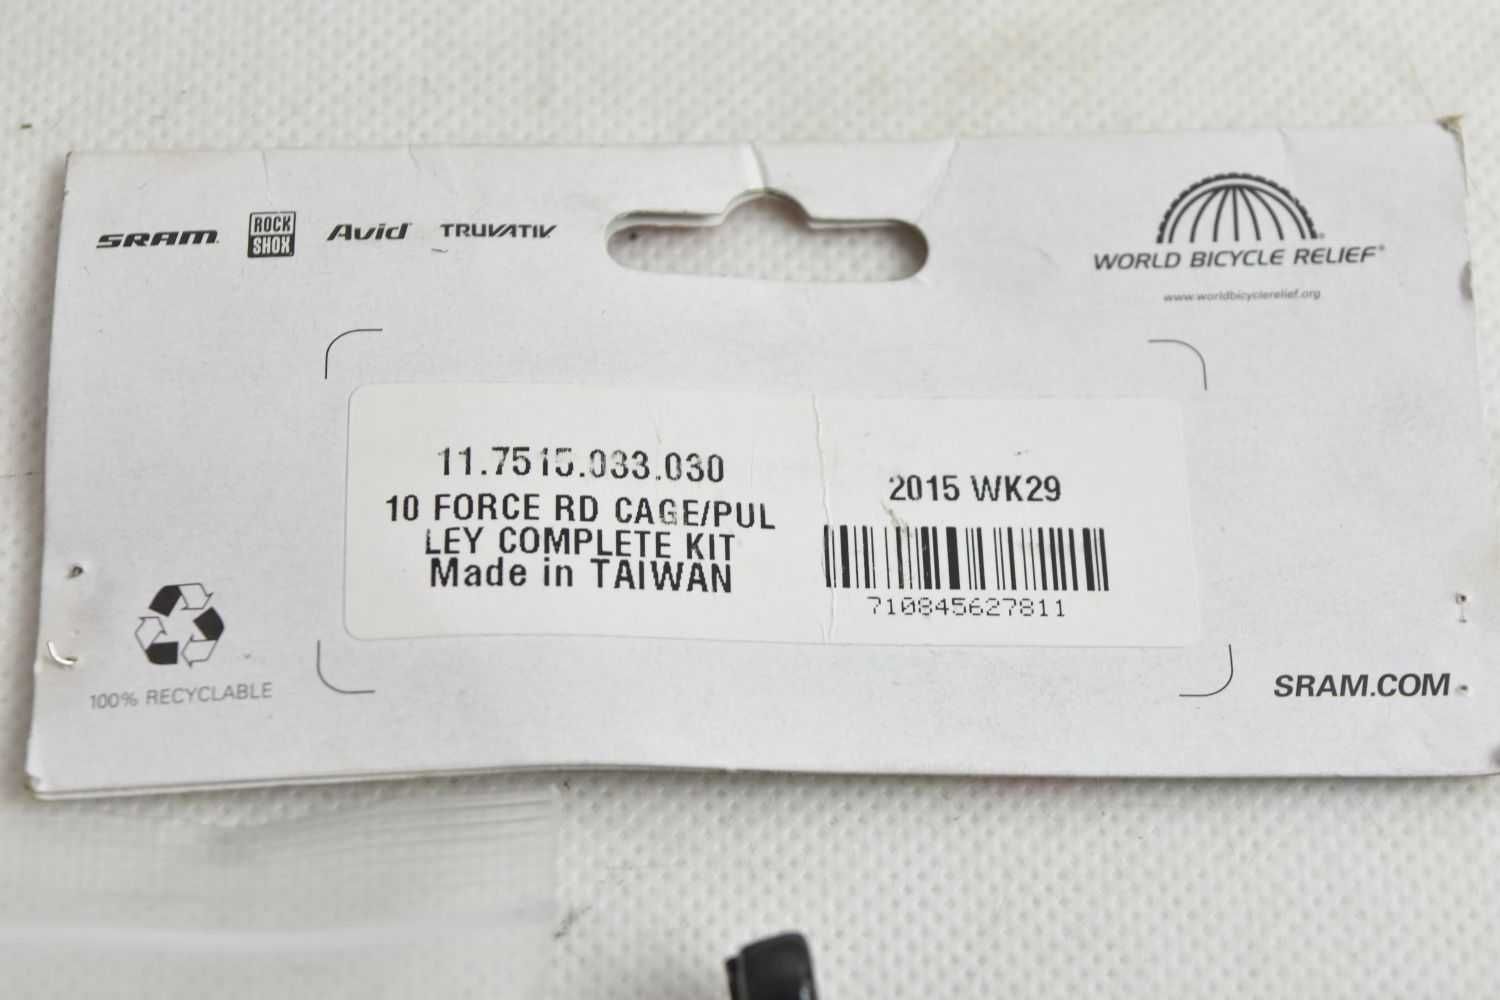 SRAM
ROCK
SHOX
Avid
TRUVATIV
WORLD BICYCLE RELIEF®
www.worldbicyclerelief.org
11.7515.033.030
10 FORCE RD CAGE/PUL
LEY COMPLETE KIT
Made in TAIWAN
2015 WK29
710845627811
100% RECYCLABLE
SRAM.COM